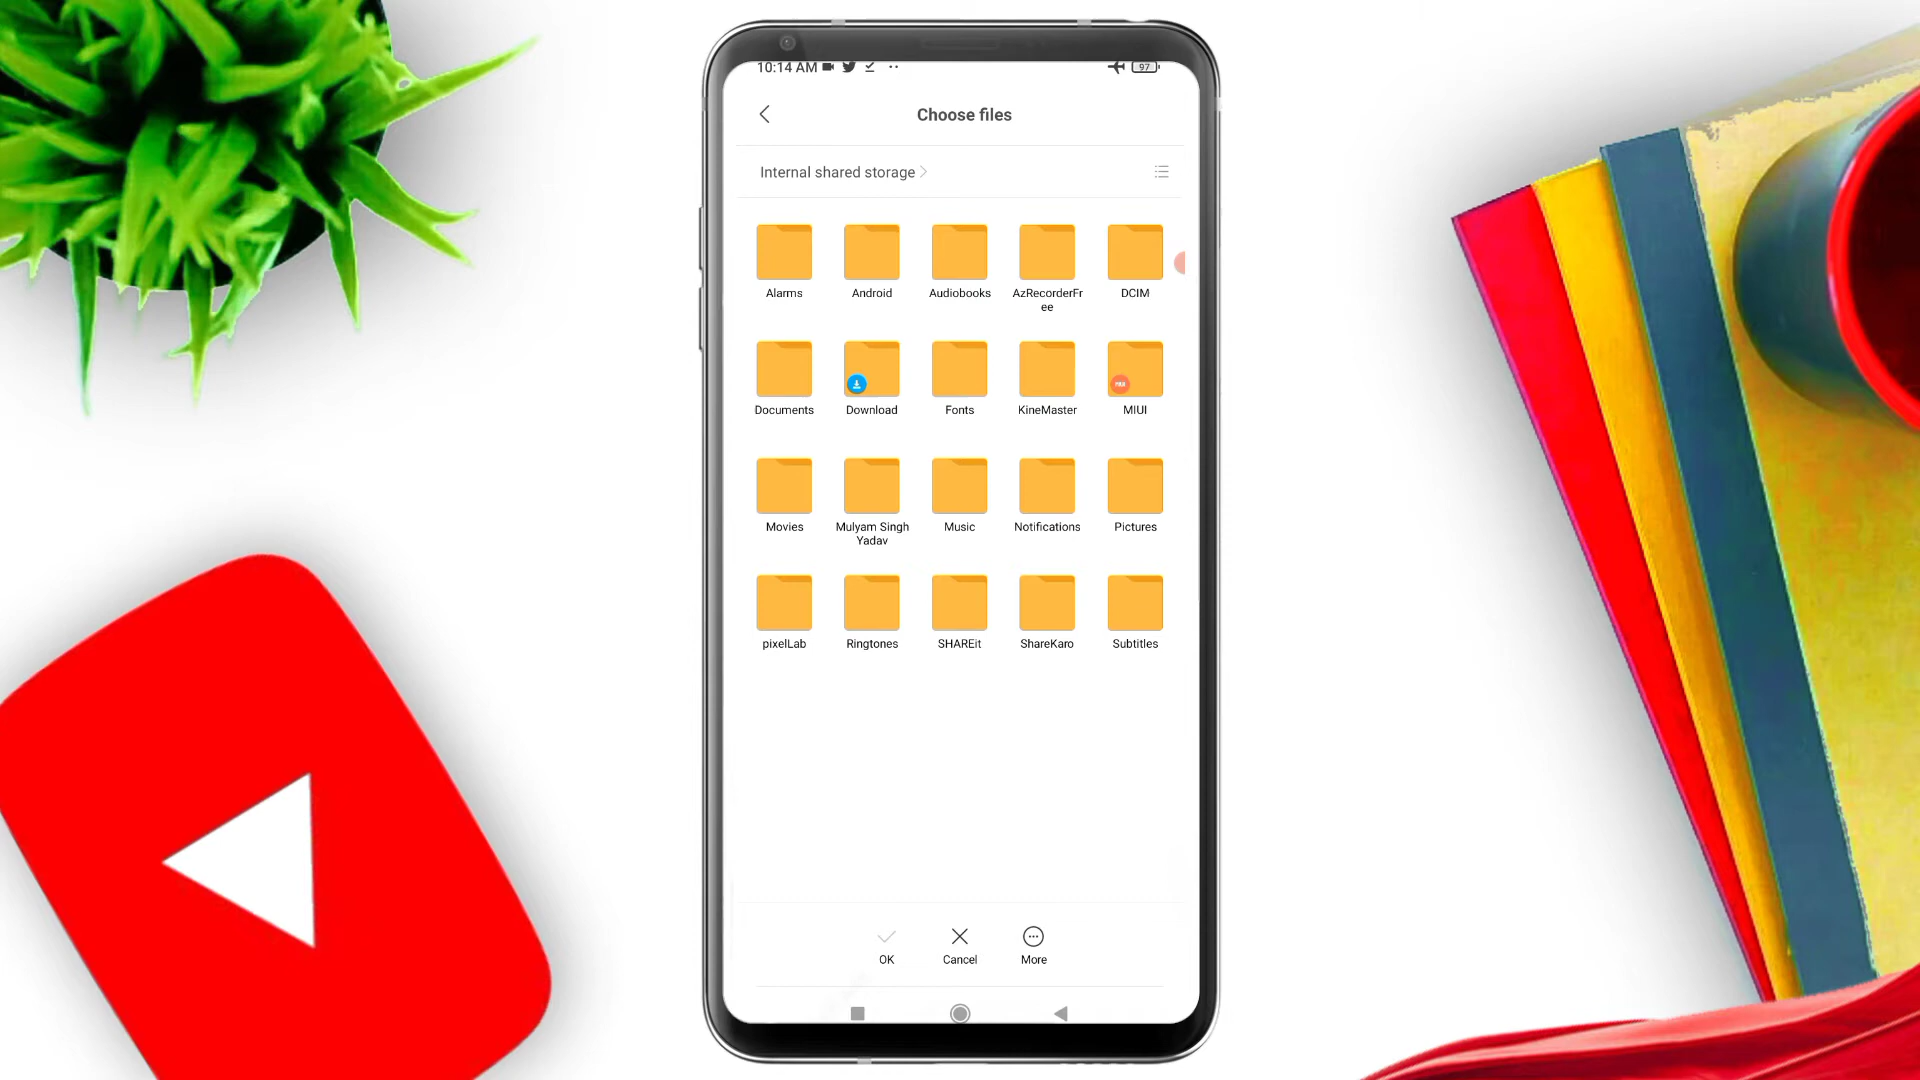 10:14 AM
97
Choose files
Internal shared storage
Alarms
Android
Audiobooks
AzRecorderFr
ee
DCIM
Documents
Download
Fonts
KineMaster
MIUI
Movies
Mulyam Singh
Yadav
Music
Notifications
Pictures
pixelLab
Ringtones
SHAREit
ShareKaro
Subtitles
OK
Cancel
More